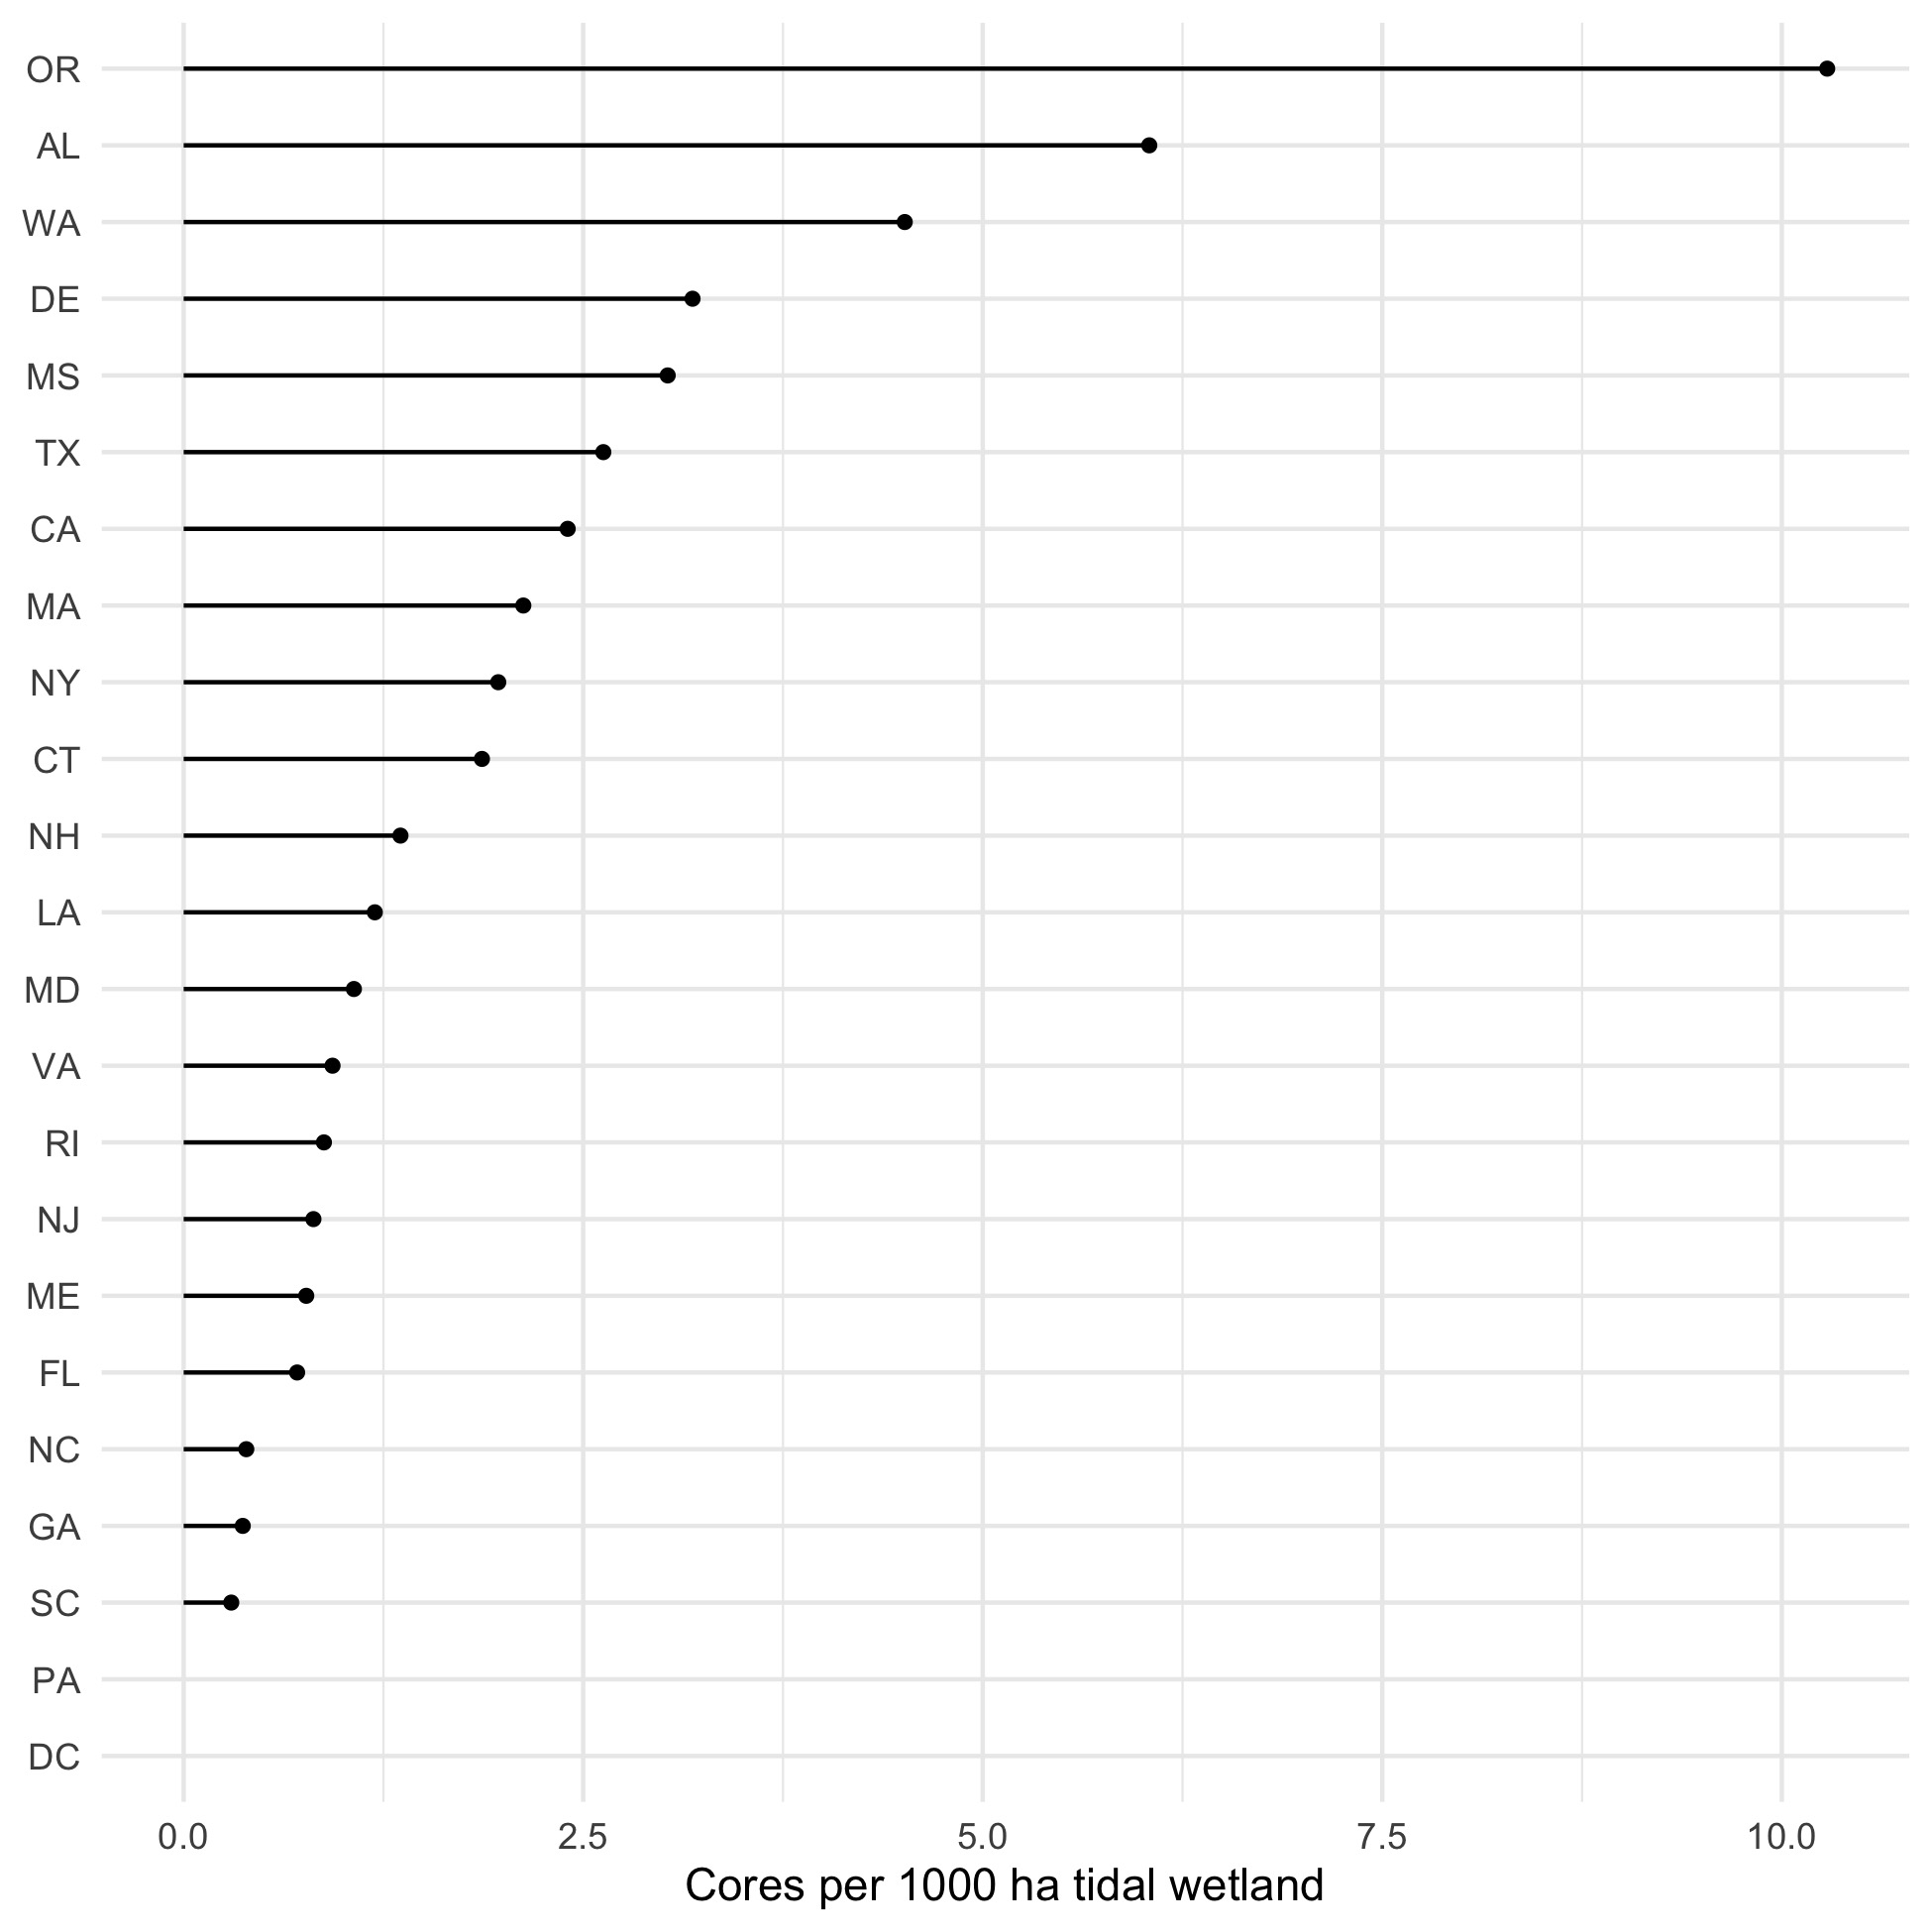 OR
AL
WA
DE
MS
TX
CA
MA
NY
CT
NH
LA
MD
VA
RI
NJ
ME
FL
NC
GA
SC
PA
DC
0.0 2.5 5.0 7.5 10.0
Cores per 1000 ha tidal wetland